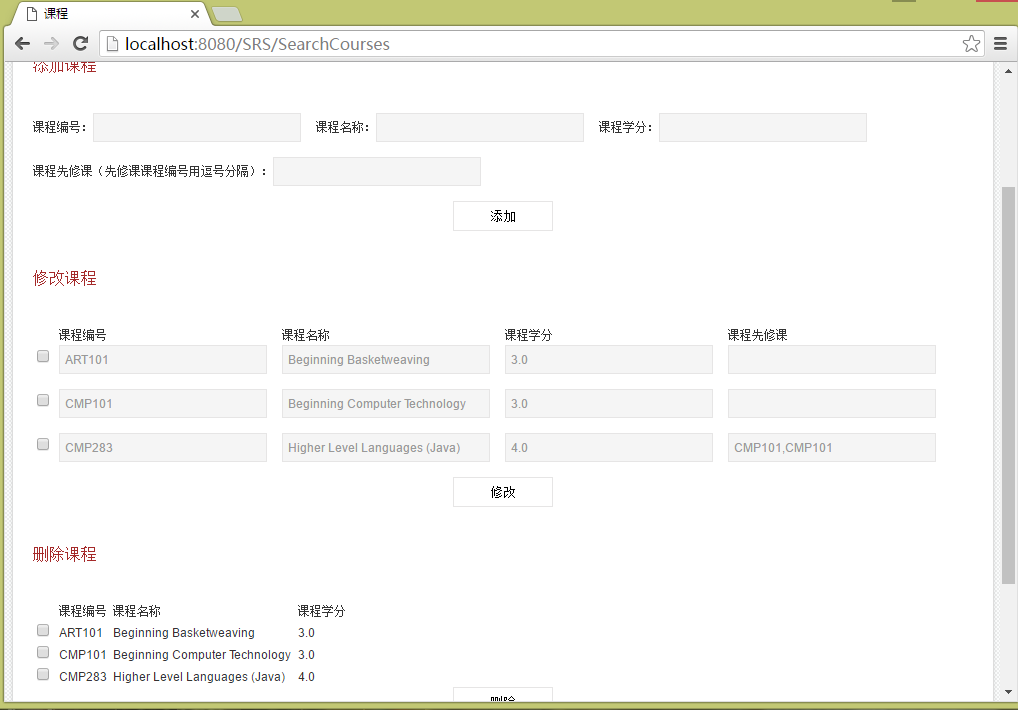 课程
localhost:8080/SRS/SearchCourses
添加课程
课程编号： 课程名称： 课程学分：
课程先修课（先修课课程编号用逗号分隔）：
添加
修改课程
课程编号 课程名称 课程学分 课程先修课
ART101 Beginning Basketweaving 3.0
CMP101 Beginning Computer Technology 3.0
CMP283 Higher Level Languages (Java) 4.0 CMP101,CMP101
修改
删除课程
课程编号 课程名称 课程学分
ART101 Beginning Basketweaving 3.0
CMP101 Beginning Computer Technology 3.0
CMP283 Higher Level Languages (Java) 4.0